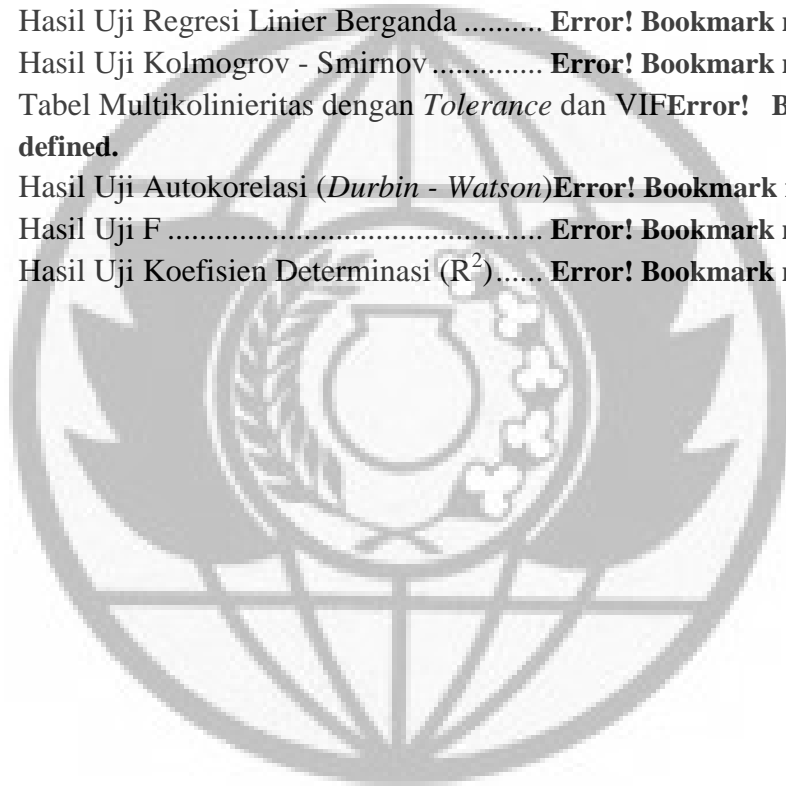 Hasil Uji Regresi Linier Berganda .......... Error! Bookmark
Hasil Uji Kolmogrov - Smirnov .............. Error! Bookmark
Tabel Multikolinieritas dengan Tolerance dan VIFError!
defined.
Hasil Uji Autokorelasi (Durbin - Watson)Error! Bookmark
Hasil Uji F ................................................ Error! Bookmark
Hasil Uji Koefisien Determinasi (R²)...... Error! Bookmark